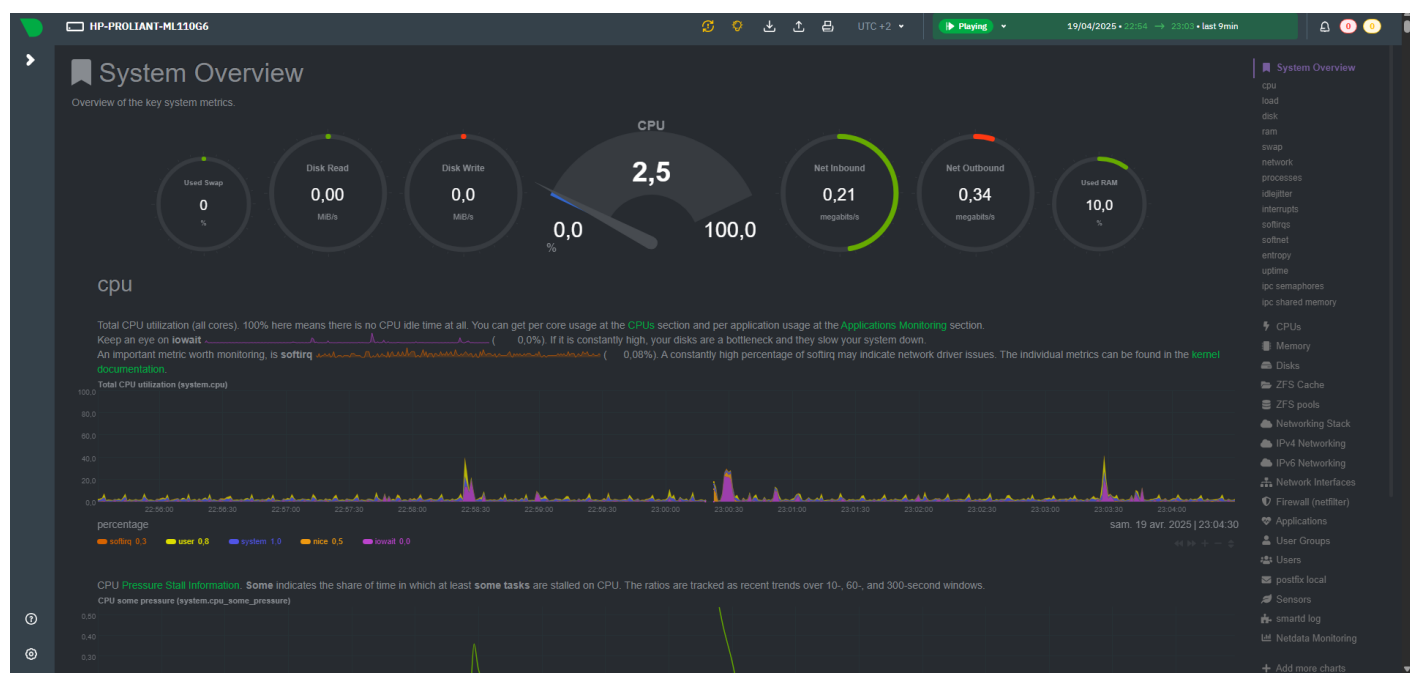 HP-PROLIANT-ML110G6
UTC +2
Playing
19/04/2025 • 22:54 → 23:03 • last 9min
0
0
System Overview
Overview of the key system metrics.
Used Swap
0
%
Disk Read
0,00
MiB/s
Disk Write
0,0
MiB/s
CPU
2,5
0,0
100,0
%
Net Inbound
0,21
megabits/s
Net Outbound
0,34
megabits/s
Used RAM
10,0
%
cpu
Total CPU utilization (all cores). 100% here means there is no CPU idle time at all. You can get per core usage at the CPUs section and per application usage at the Applications Monitoring section.
Keep an eye on iowait ( 0,0%). If it is constantly high, your disks are a bottleneck and they slow your system down.
An important metric worth monitoring, is softirq ( 0,08%). A constantly high percentage of softirq may indicate network driver issues. The individual metrics can be found in the kernel
documentation.
Total CPU utilization (system.cpu)
100.0
80.0
60.0
40.0
20.0
0.0
22:56:00 22:56:30 22:57:00 22:57:30 22:58:00 22:58:30 22:59:00 22:59:30 23:00:00 23:00:30 23:01:00 23:01:30 23:02:00 23:02:30 23:03:00 23:03:30 23:04:00
percentage
sam. 19 avr. 2025 | 23:04:30
softirq 0,3 user 0,8 system 1,0 nice 0,5 iowait 0,0
CPU Pressure Stall Information. Some indicates the share of time in which at least some tasks are stalled on CPU. The ratios are tracked as recent trends over 10-, 60-, and 300-second windows.
CPU some pressure (system.cpu_some_pressure)
0,50
0,40
0,30
System Overview
cpu
load
disk
ram
swap
network
processes
idlejitter
interrupts
softirqs
softnet
entropy
uptime
ipc semaphores
ipc shared memory
CPUs
Memory
Disks
ZFS Cache
ZFS pools
Networking Stack
IPv4 Networking
IPv6 Networking
Network Interfaces
Firewall (netfilter)
Applications
User Groups
Users
postfix local
Sensors
smartd log
Netdata Monitoring
Add more charts